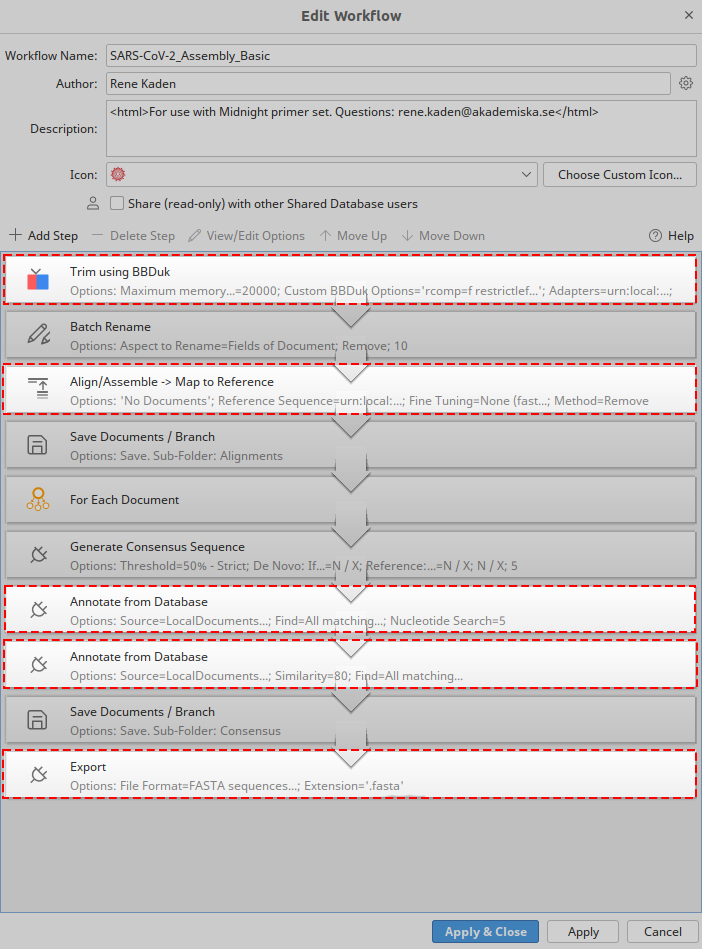 Edit Workflow
Workflow Name: SARS-CoV-2_Assembly_Basic
Author: Rene Kaden
Description: <html>For use with Midnight primer set. Questions: rene.kaden@akademiska.se</html>
Icon: Choose Custom Icon...
Share (read-only) with other Shared Database users
Add Step Delete Step View/Edit Options Move Up Move Down Help
Trim using BBDuk
Options: Maximum memory...=20000; Custom BBDuk Options='rcomp=f restrictlef...'; Adapters=urn:local:...;
Batch Rename
Options: Aspect to Rename=Fields of Document; Remove; 10
Align/Assemble -> Map to Reference
Options: 'No Documents'; Reference Sequence=urn:local:...; Fine Tuning=None (fast...; Method=Remove
Save Documents / Branch
Options: Save. Sub-Folder: Alignments
For Each Document
Generate Consensus Sequence
Options: Threshold=50% - Strict; De Novo: If...=N / X; Reference:...=N / X; N / X; 5
Annotate from Database
Options: Source=LocalDocuments...; Find=All matching...; Nucleotide Search=5
Annotate from Database
Options: Source=LocalDocuments...; Similarity=80; Find=All matching...
Save Documents / Branch
Options: Save. Sub-Folder: Consensus
Export
Options: File Format=FASTA sequences...; Extension='.fasta'
Apply & Close Apply Cancel